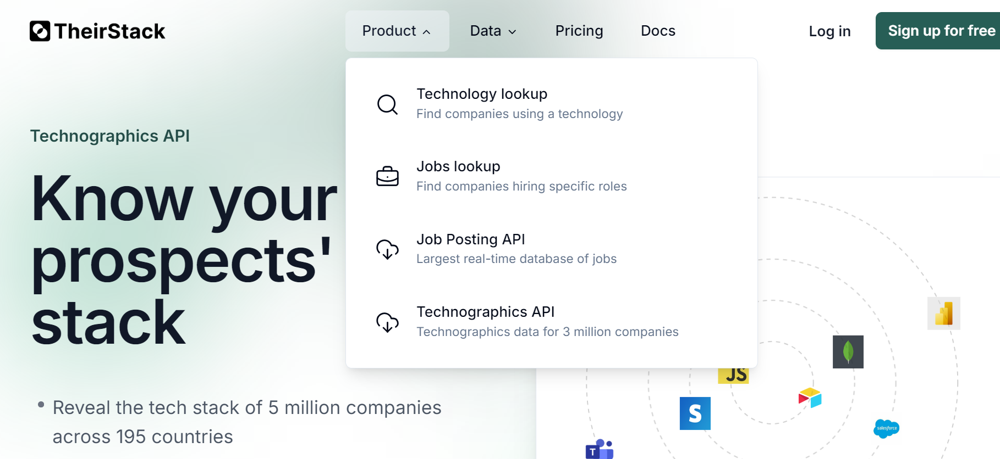 TheirStack
Product
Data
Pricing
Docs
Log in
Sign up for free
Technology lookup
Find companies using a technology
Jobs lookup
Find companies hiring specific roles
Job Posting API
Largest real-time database of jobs
Technographics API
Technographics data for 3 million companies
Technographics API
Know your
prospects'
stack
• Reveal the tech stack of 5 million companies
across 195 countries
JS
S
salesforce
T